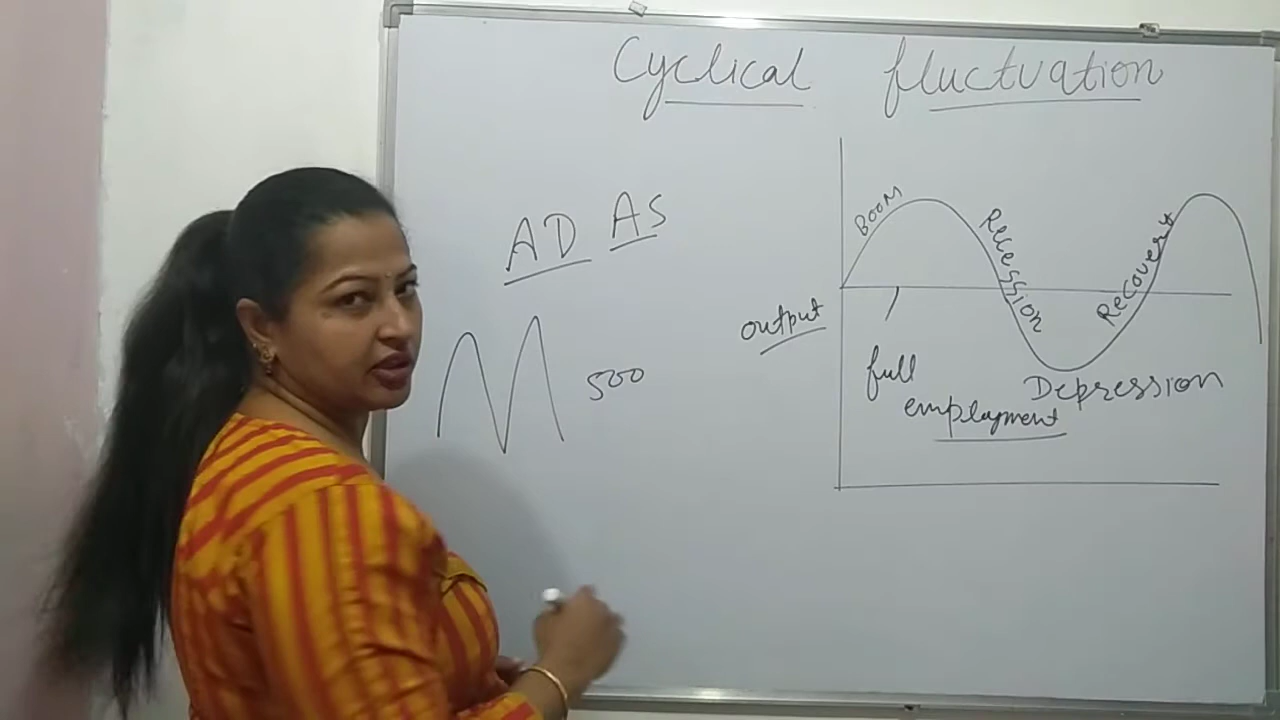 Cyclical fluctuation
AD AS
500
Boom
Recession
Recovery
output
full
employment
Depression